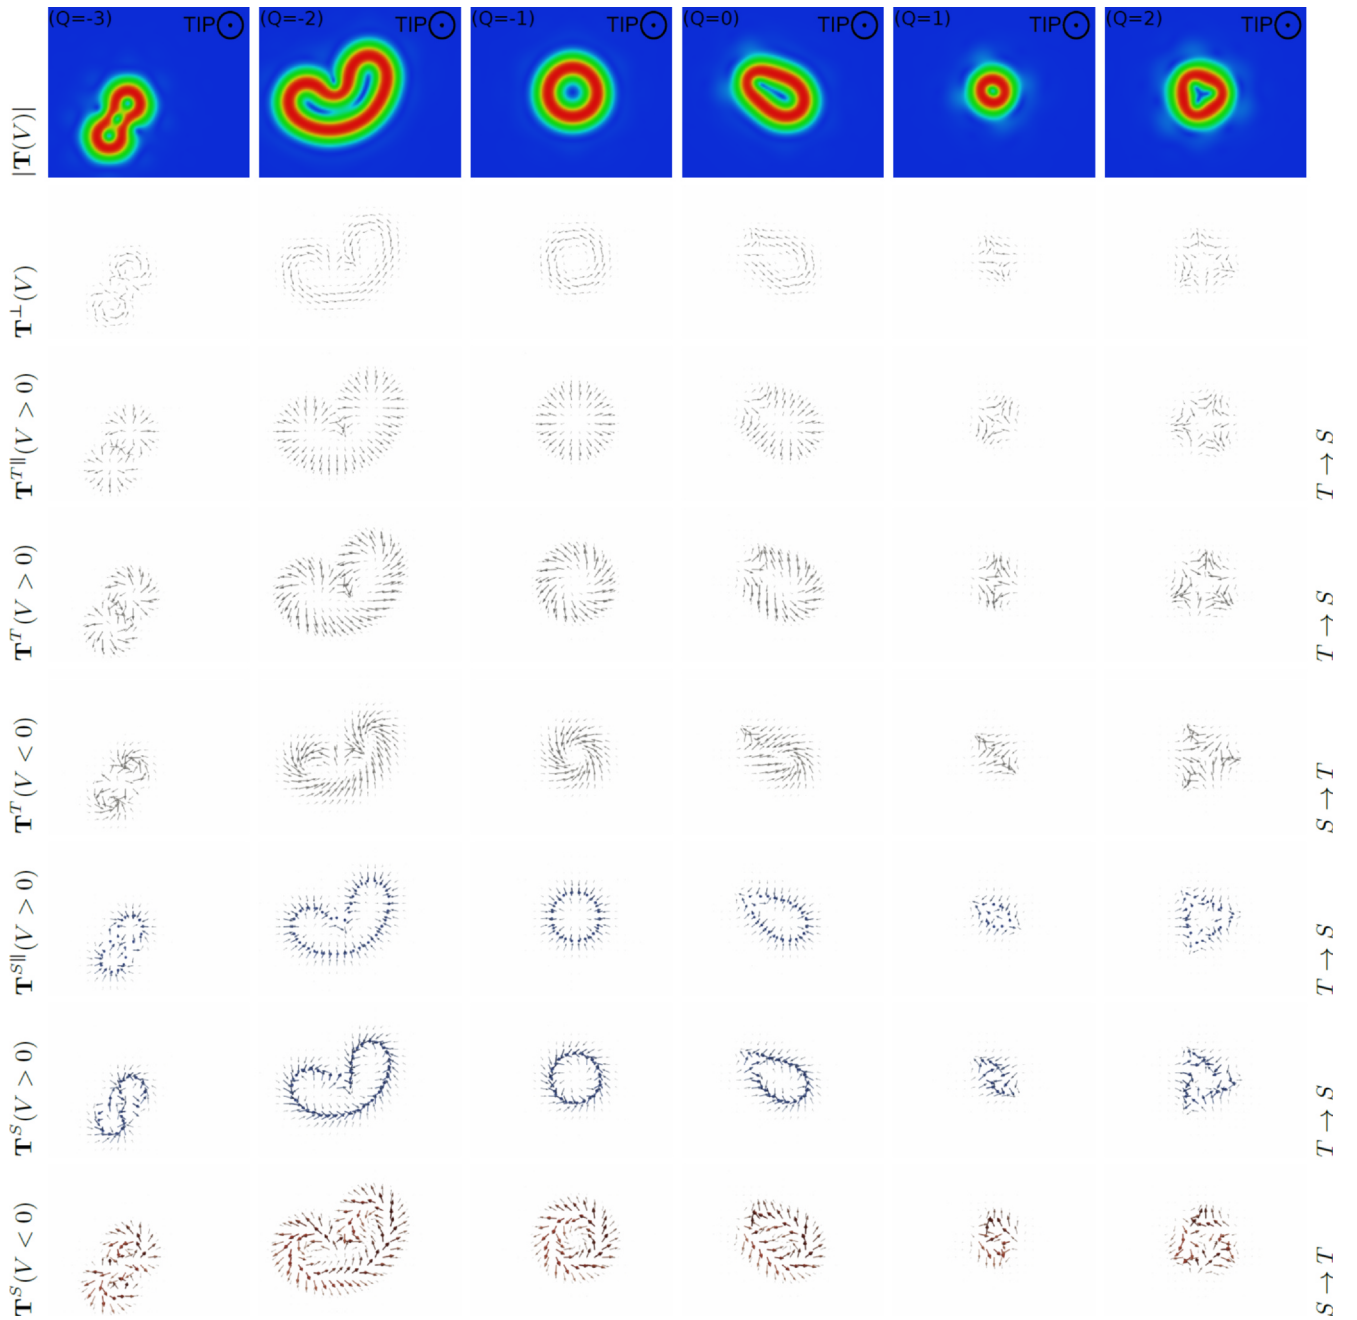 (Q=-3) TIP
(Q=-2) TIP
(Q=-1) TIP
(Q=0) TIP
(Q=1) TIP
(Q=2) TIP
|𝐓(V)|
𝐓^⊥(V)
𝐓^{T∥}(V > 0)
T → S
𝐓^T(V > 0)
T → S
𝐓^T(V < 0)
S → T
𝐓^{S∥}(V > 0)
T → S
𝐓^S(V > 0)
T → S
𝐓^S(V < 0)
S → T